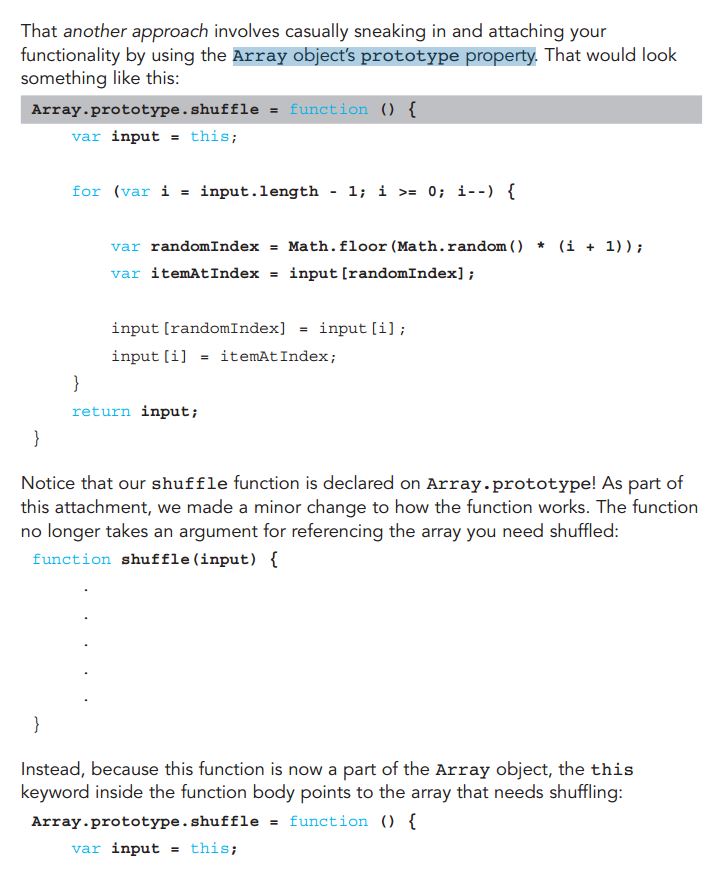 That another approach involves casually sneaking in and attaching your
functionality by using the Array object's prototype property. That would look
something like this:
Array.prototype.shuffle = function () {
var input = this;
for (var i = input.length - 1; i >= 0; i--) {
var randomIndex = Math.floor(Math.random() * (i + 1));
var itemAtIndex = input[randomIndex];
input[randomIndex] = input[i];
input[i] = itemAtIndex;
}
return input;
}
Notice that our shuffle function is declared on Array.prototype! As part of
this attachment, we made a minor change to how the function works. The function
no longer takes an argument for referencing the array you need shuffled:
function shuffle(input) {
.
.
.
.
.
}
Instead, because this function is now a part of the Array object, the this
keyword inside the function body points to the array that needs shuffling:
Array.prototype.shuffle = function () {
var input = this;